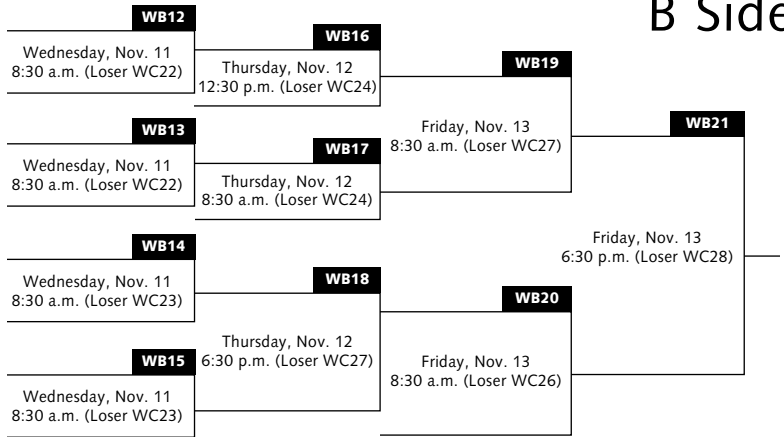 B Side
WB12
Wednesday, Nov. 11
8:30 a.m. (Loser WC22)
WB13
Wednesday, Nov. 11
8:30 a.m. (Loser WC22)
WB14
Wednesday, Nov. 11
8:30 a.m. (Loser WC23)
WB15
Wednesday, Nov. 11
8:30 a.m. (Loser WC23)
WB16
Thursday, Nov. 12
12:30 p.m. (Loser WC24)
WB17
Thursday, Nov. 12
8:30 a.m. (Loser WC24)
WB18
Thursday, Nov. 12
6:30 p.m. (Loser WC27)
WB19
Friday, Nov. 13
8:30 a.m. (Loser WC27)
WB20
Friday, Nov. 13
8:30 a.m. (Loser WC26)
WB21
Friday, Nov. 13
6:30 p.m. (Loser WC28)